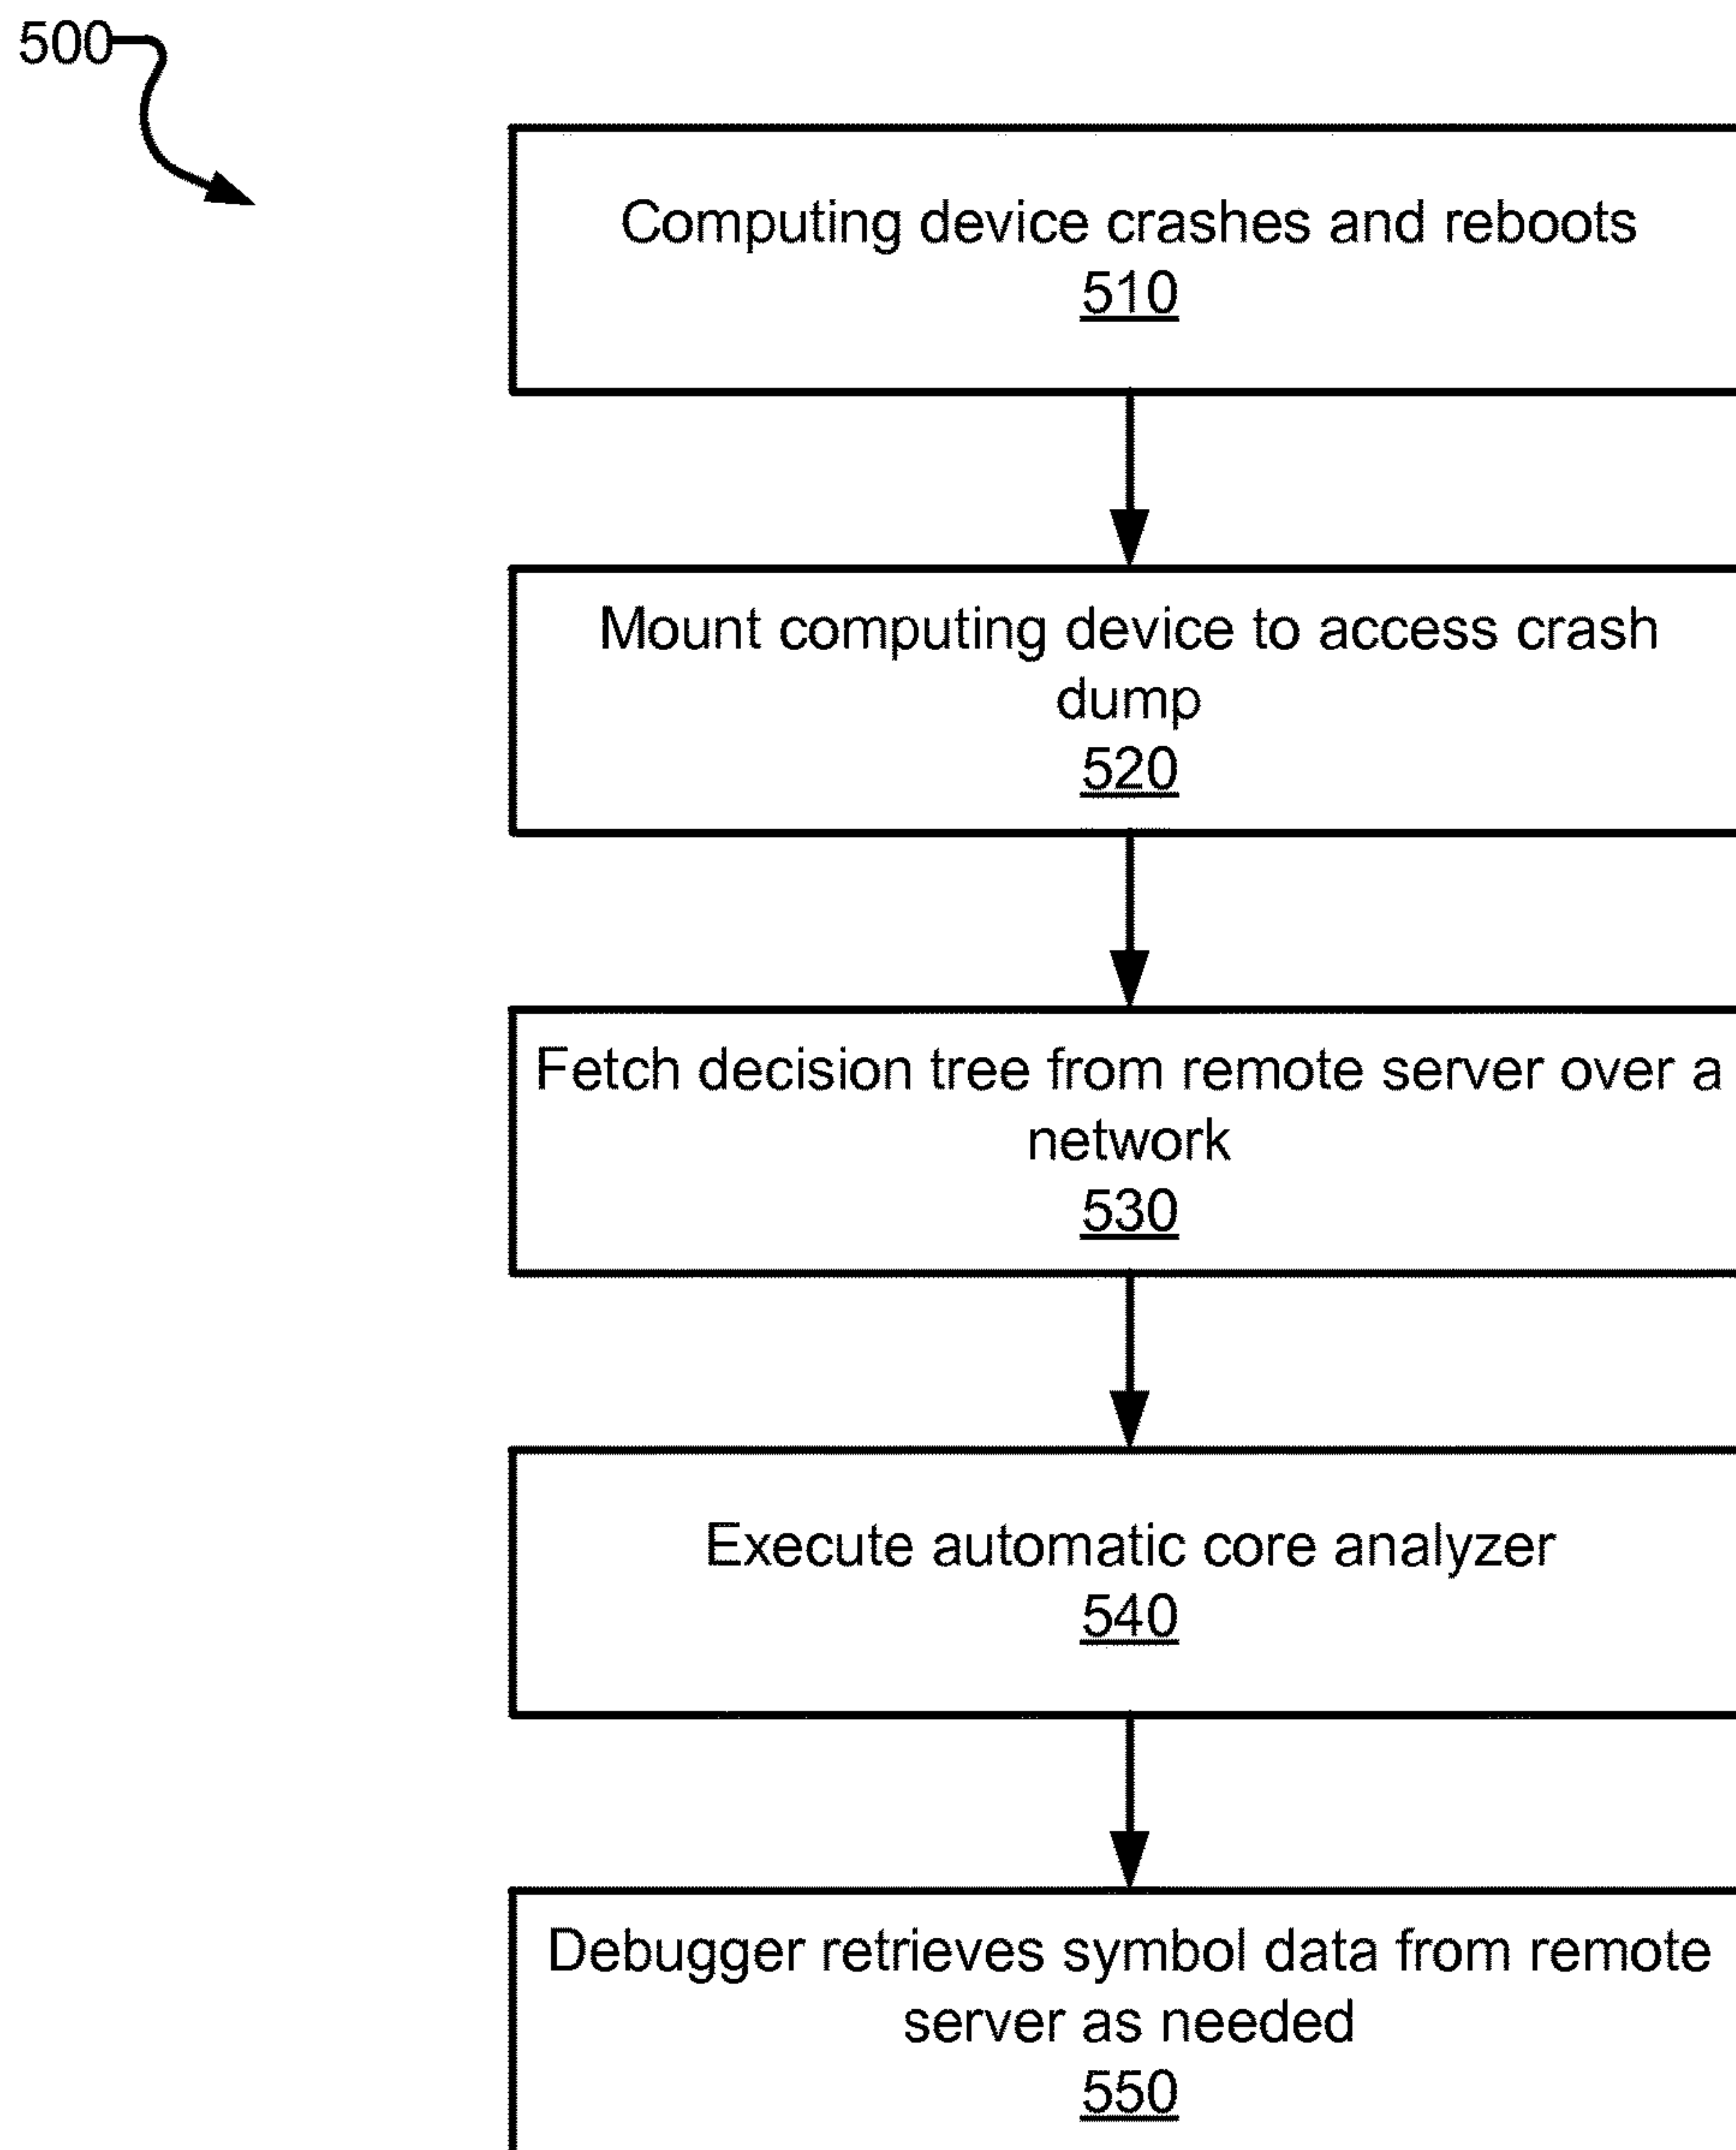 500
Computing device crashes and reboots
510
Mount computing device to access crash
dump
520
Fetch decision tree from remote server over a
network
530
Execute automatic core analyzer
540
Debugger retrieves symbol data from remote
server as needed
550